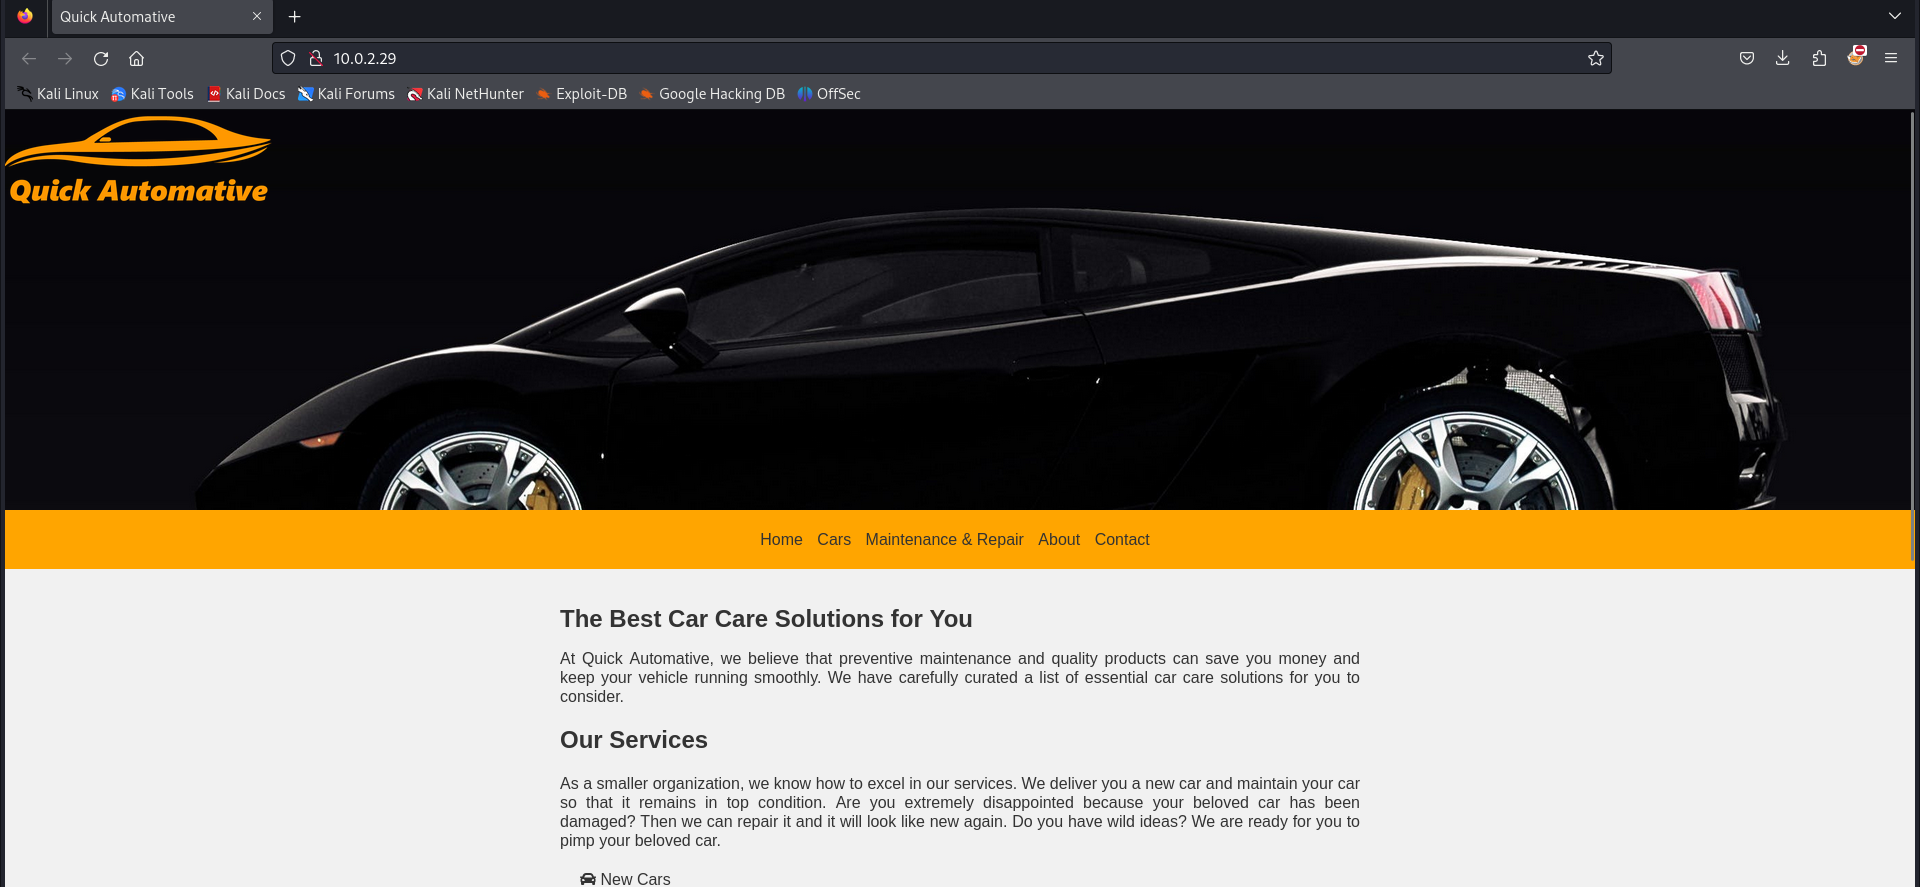 Quick Automative
10.0.2.29
Kali Linux Kali Tools Kali Docs Kali Forums Kali NetHunter Exploit-DB Google Hacking DB OffSec
Quick Automative
Home Cars Maintenance & Repair About Contact
The Best Car Care Solutions for You
At Quick Automative, we believe that preventive maintenance and quality products can save you money and
keep your vehicle running smoothly. We have carefully curated a list of essential car care solutions for you to
consider.
Our Services
As a smaller organization, we know how to excel in our services. We deliver you a new car and maintain your car
so that it remains in top condition. Are you extremely disappointed because your beloved car has been
damaged? Then we can repair it and it will look like new again. Do you have wild ideas? We are ready for you to
pimp your beloved car.
New Cars